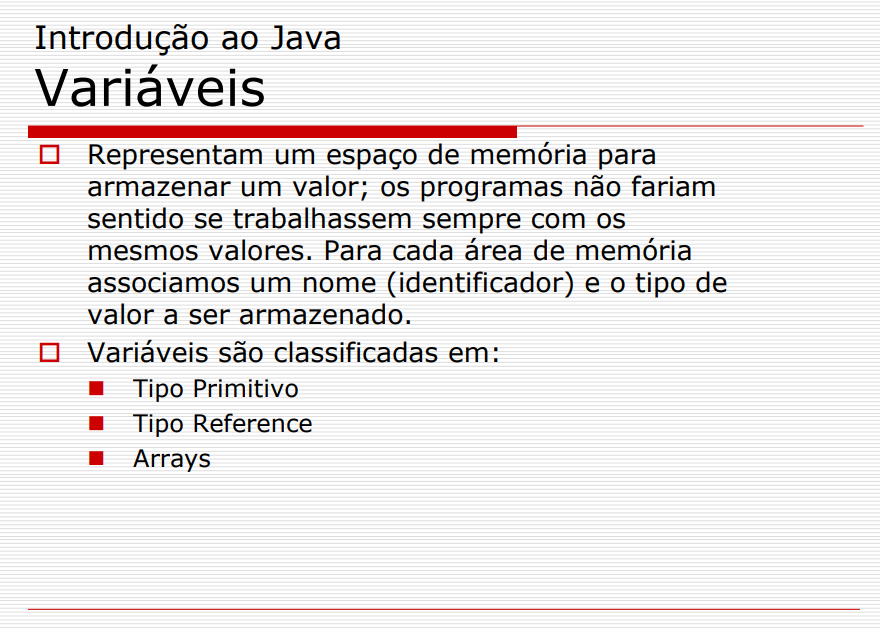 Introdução ao Java
Variáveis
Representam um espaço de memória para
armazenar um valor; os programas não fariam
sentido se trabalhassem sempre com os
mesmos valores. Para cada área de memória
associamos um nome (identificador) e o tipo de
valor a ser armazenado.
Variáveis são classificadas em:
Tipo Primitivo
Tipo Reference
Arrays